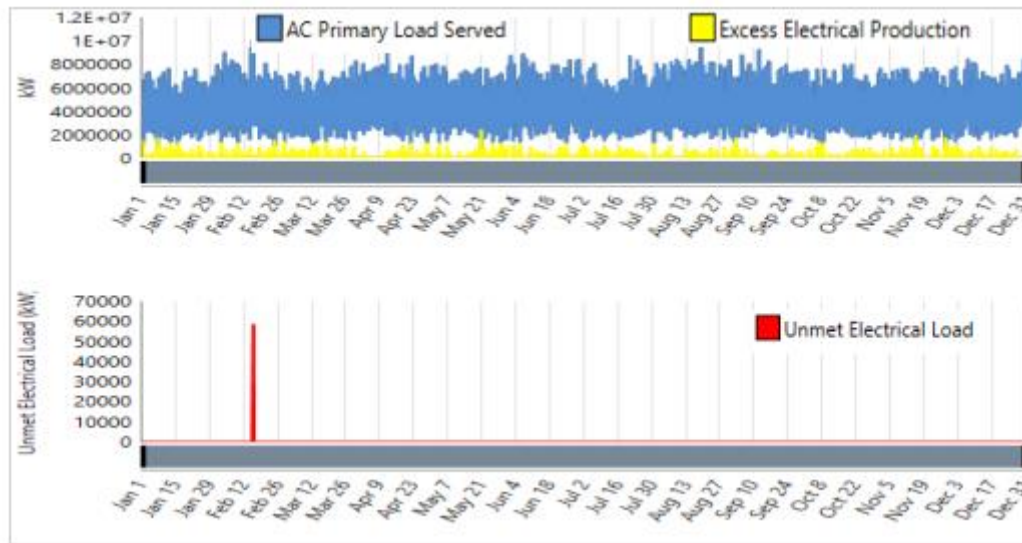 1.2E+07
1E+07
8000000
6000000
4000000
2000000
0
kW
AC Primary Load Served
Excess Electrical Production
Jan 1
Jan 15
Jan 29
Feb 12
Feb 26
Mar 12
Mar 26
Apr 9
Apr 23
May 7
May 21
Jun 4
Jun 18
Jul 2
Jul 16
Jul 30
Aug 13
Aug 27
Sep 10
Sep 24
Oct 8
Oct 22
Nov 5
Nov 19
Dec 3
Dec 17
Dec 31
70000
60000
50000
40000
30000
20000
10000
0
Unmet Electrical Load (kW)
Unmet Electrical Load
Jan 1
Jan 15
Jan 29
Feb 12
Feb 26
Mar 12
Mar 26
Apr 9
Apr 23
May 7
May 21
Jun 4
Jun 18
Jul 2
Jul 16
Jul 30
Aug 13
Aug 27
Sep 10
Sep 24
Oct 8
Oct 22
Nov 5
Nov 19
Dec 3
Dec 17
Dec 31